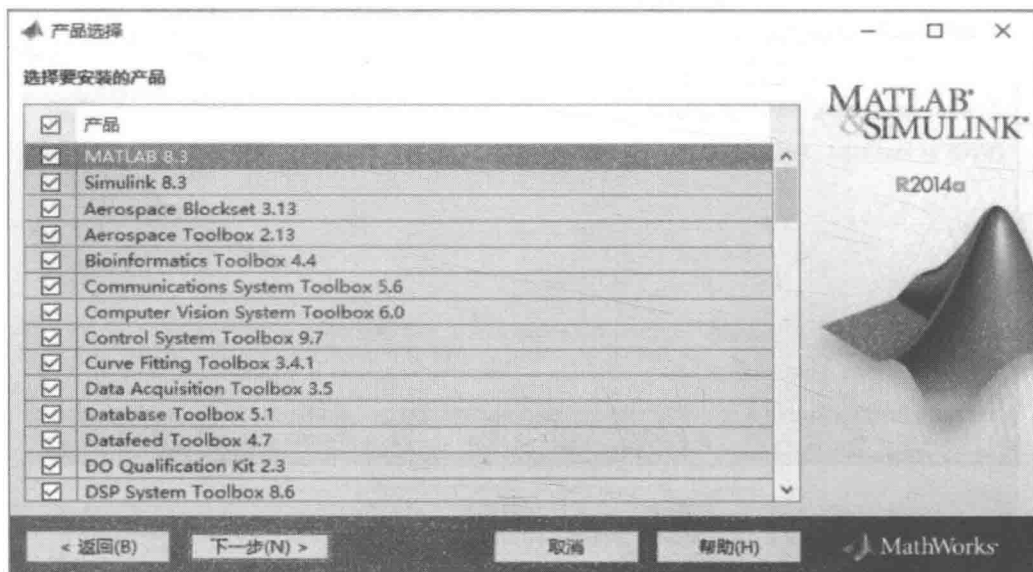 产品选择
选择要安装的产品
产品
MATLAB 8.3
Simulink 8.3
Aerospace Blockset 3.13
Aerospace Toolbox 2.13
Bioinformatics Toolbox 4.4
Communications System Toolbox 5.6
Computer Vision System Toolbox 6.0
Control System Toolbox 9.7
Curve Fitting Toolbox 3.4.1
Data Acquisition Toolbox 3.5
Database Toolbox 5.1
Datafeed Toolbox 4.7
DO Qualification Kit 2.3
DSP System Toolbox 8.6
MATLAB
&SIMULINK
R2014a
< 返回(B)
下一步(N) >
取消
帮助(H)
MathWorks